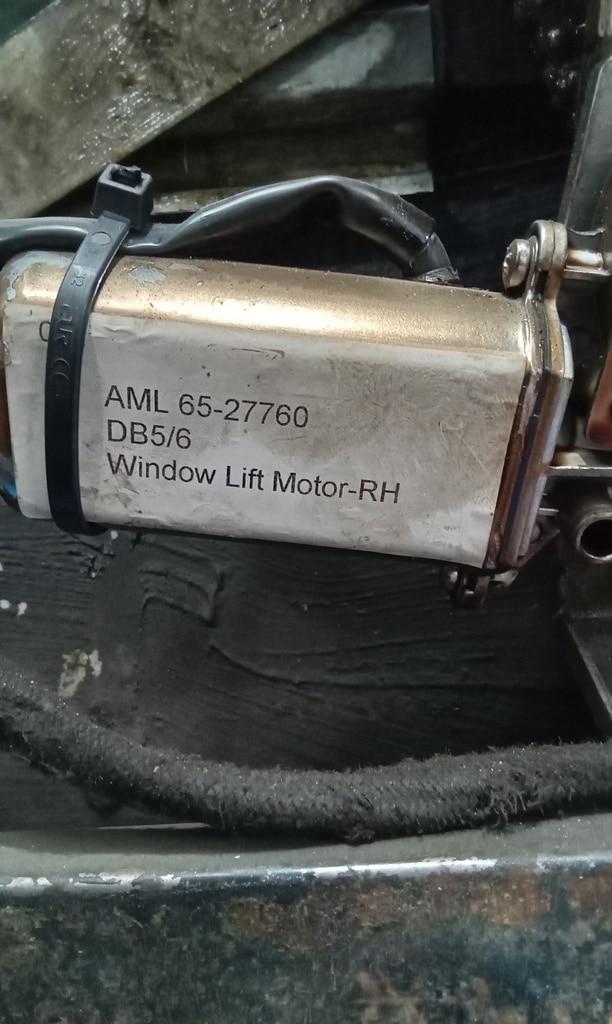 AML 65-27760
DB5/6
Window Lift Motor-RH